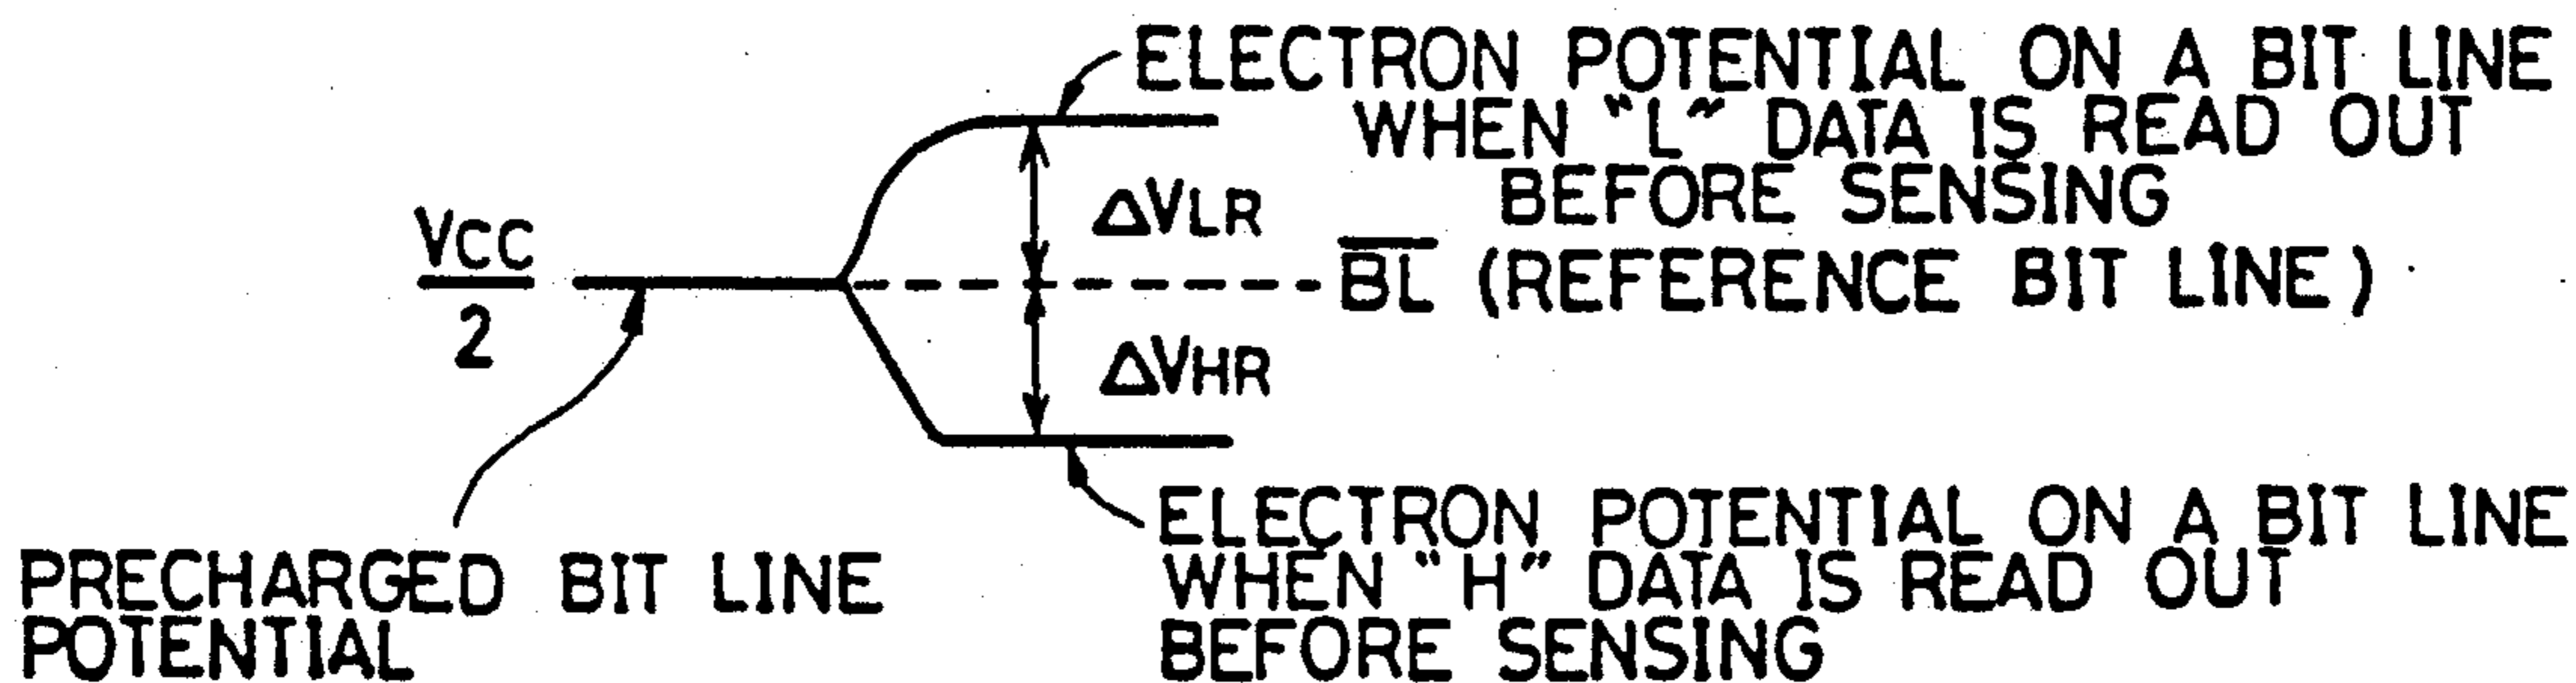 ELECTRON POTENTIAL ON A BIT LINE
WHEN "L" DATA IS READ OUT
BEFORE SENSING
ΔVLR
VCC
2
B̅L̅ (REFERENCE BIT LINE)
ΔVHR
ELECTRON POTENTIAL ON A BIT LINE
WHEN "H" DATA IS READ OUT
BEFORE SENSING
PRECHARGED BIT LINE
POTENTIAL